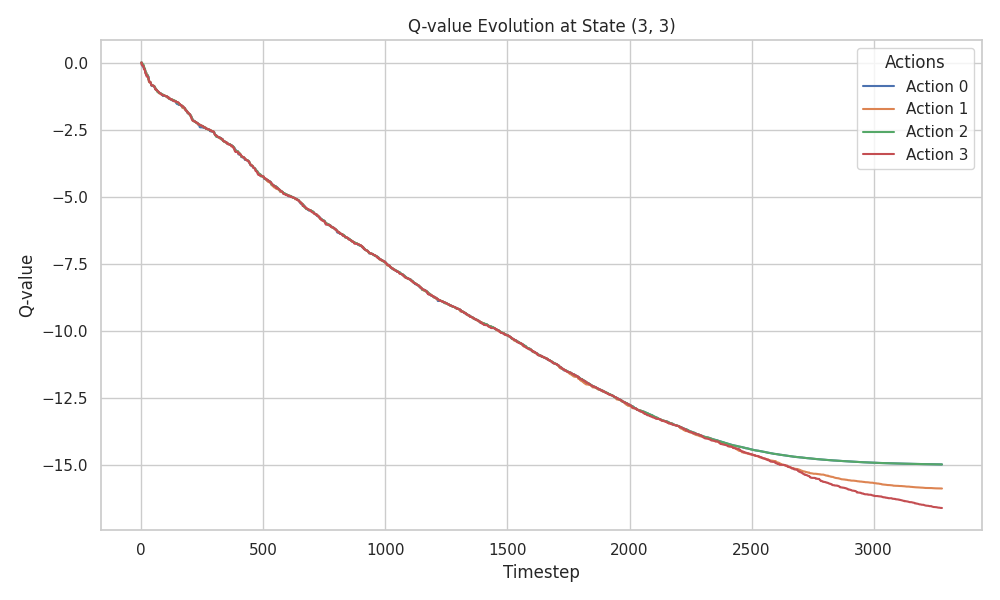 Q-value Evolution at State (3, 3)
Actions
Action 0
Action 1
Action 2
Action 3
Q-value
0.0
−2.5
−5.0
−7.5
−10.0
−12.5
−15.0
0 500 1000 1500 2000 2500 3000
Timestep